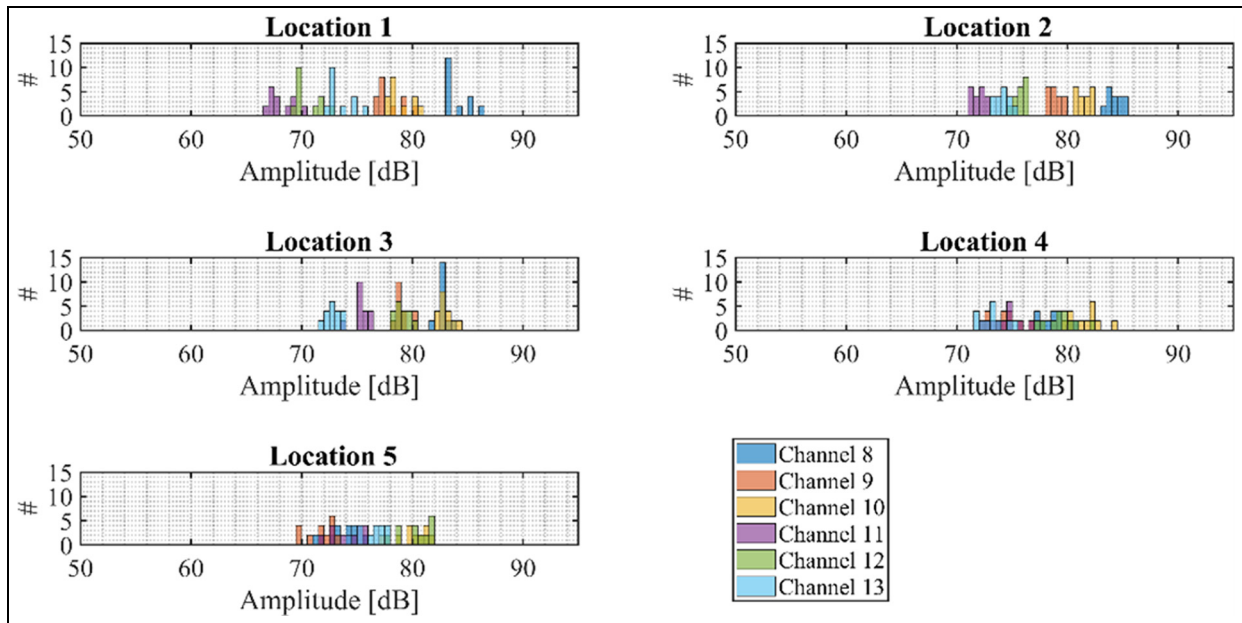 Location 1
15
10
5
0
#
50 60 70 80 90
Amplitude [dB]
Location 2
15
10
5
0
#
50 60 70 80 90
Amplitude [dB]
Location 3
15
10
5
0
#
50 60 70 80 90
Amplitude [dB]
Location 4
15
10
5
0
#
50 60 70 80 90
Amplitude [dB]
Location 5
15
10
5
0
#
50 60 70 80 90
Amplitude [dB]
Channel 8
Channel 9
Channel 10
Channel 11
Channel 12
Channel 13